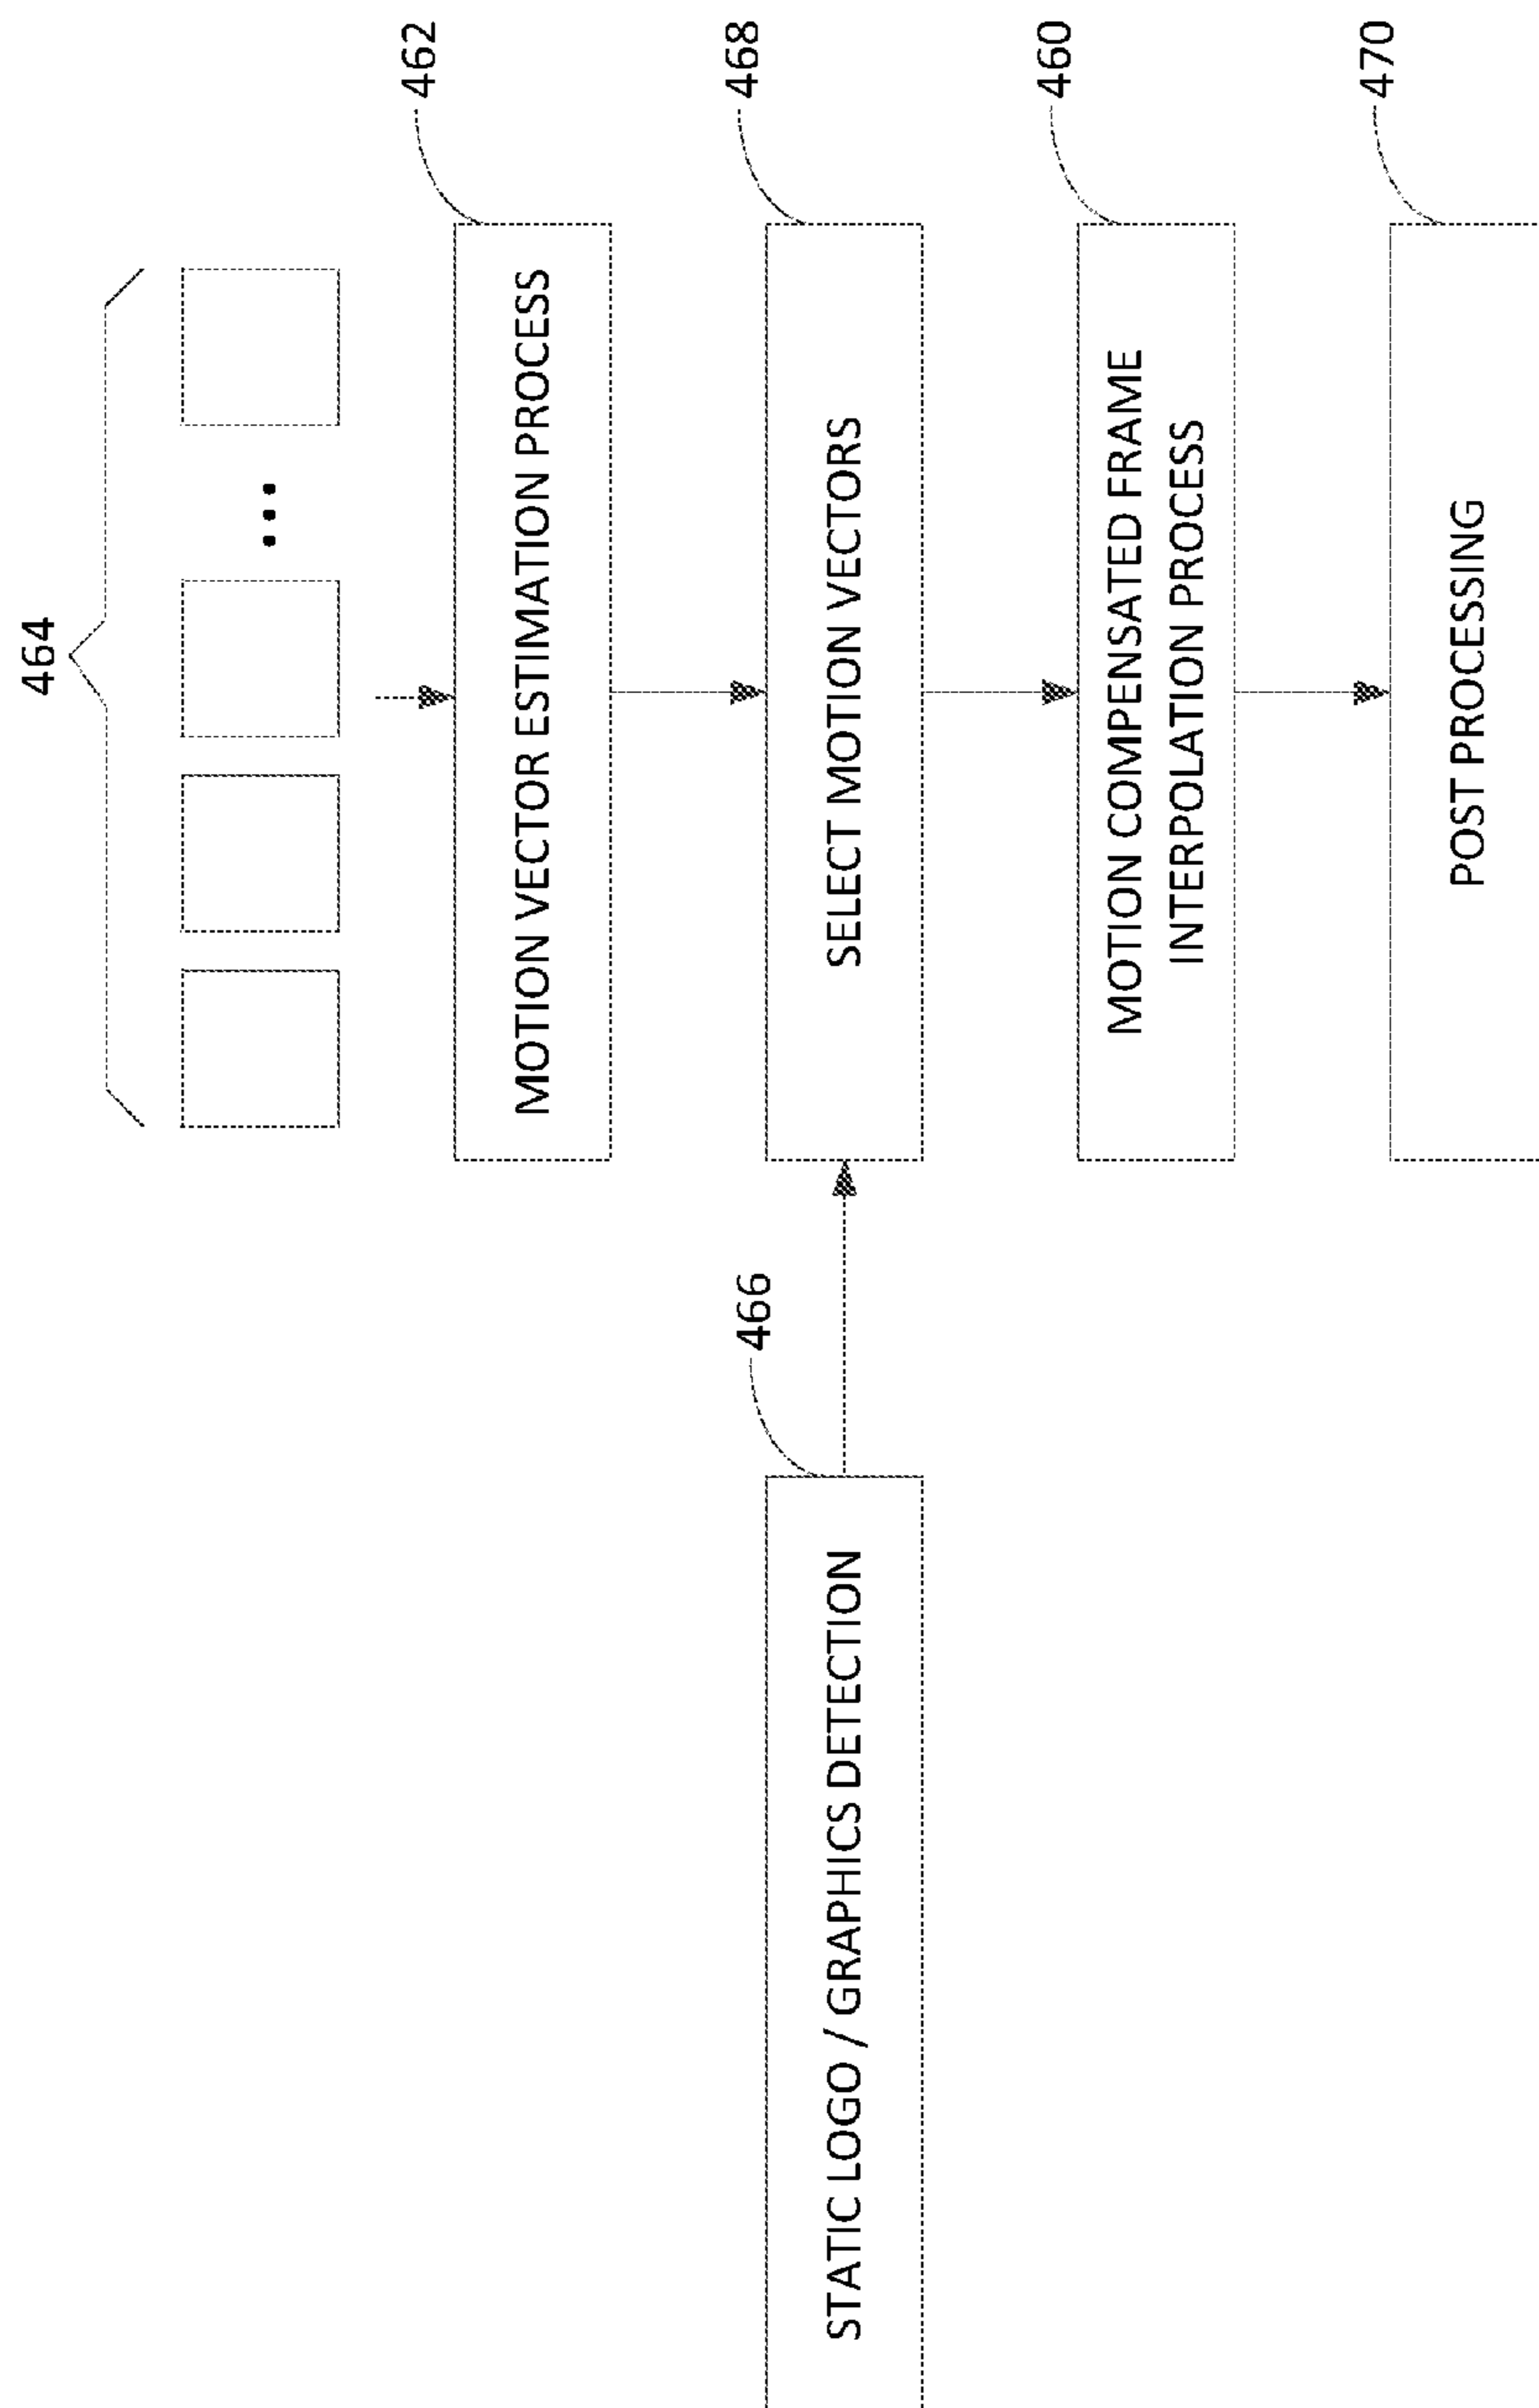 464
462
MOTION VECTOR ESTIMATION PROCESS
466
STATIC LOGO / GRAPHICS DETECTION
468
SELECT MOTION VECTORS
460
MOTION COMPENSATED FRAME
INTERPOLATION PROCESS
470
POST PROCESSING